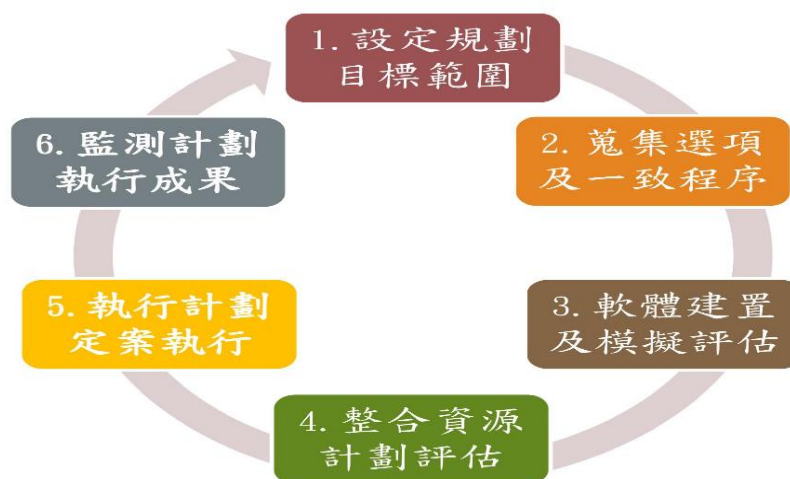 1. 設定規劃
目標範圍
2. 蒐集選項
及一致程序
3. 軟體建置
及模擬評估
4. 整合資源
計劃評估
5. 執行計劃
定案執行
6. 監測計劃
執行成果